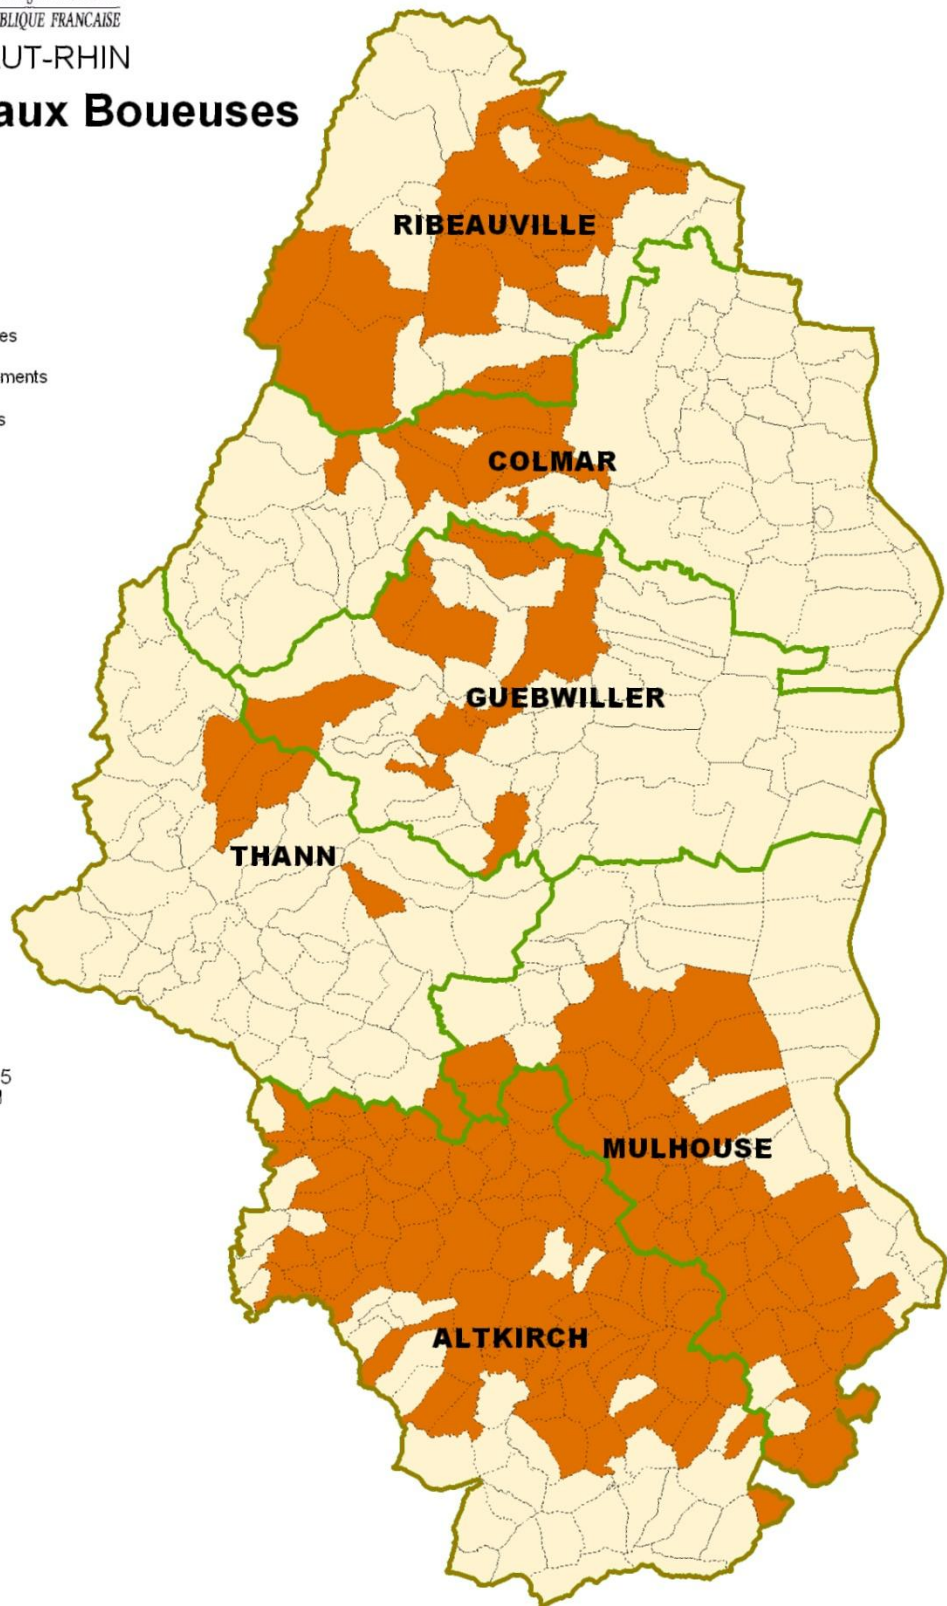 BLIQUE FRANCAISE
UT-RHIN
aux Boueuses
RIBEAUVILLE
es
ments
s
COLMAR
GUEBWILLER
THANN
5
MULHOUSE
ALTKIRCH